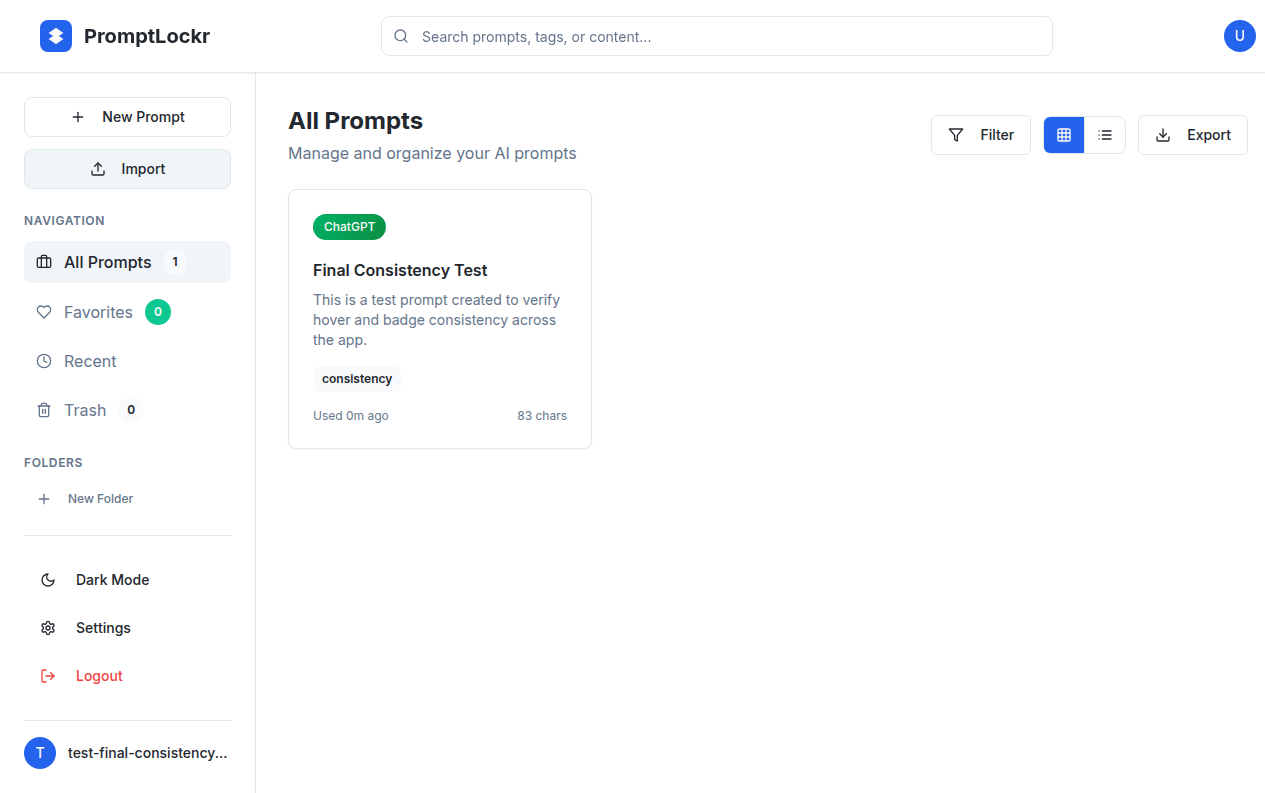 PromptLockr
Search prompts, tags, or content...
U
New Prompt
Import
NAVIGATION
All Prompts 1
Favorites 0
Recent
Trash 0
FOLDERS
New Folder
Dark Mode
Settings
Logout
T test-final-consistency...
All Prompts
Manage and organize your AI prompts
Filter
Export
ChatGPT
Final Consistency Test
This is a test prompt created to verify
hover and badge consistency across
the app.
consistency
Used 0m ago 83 chars